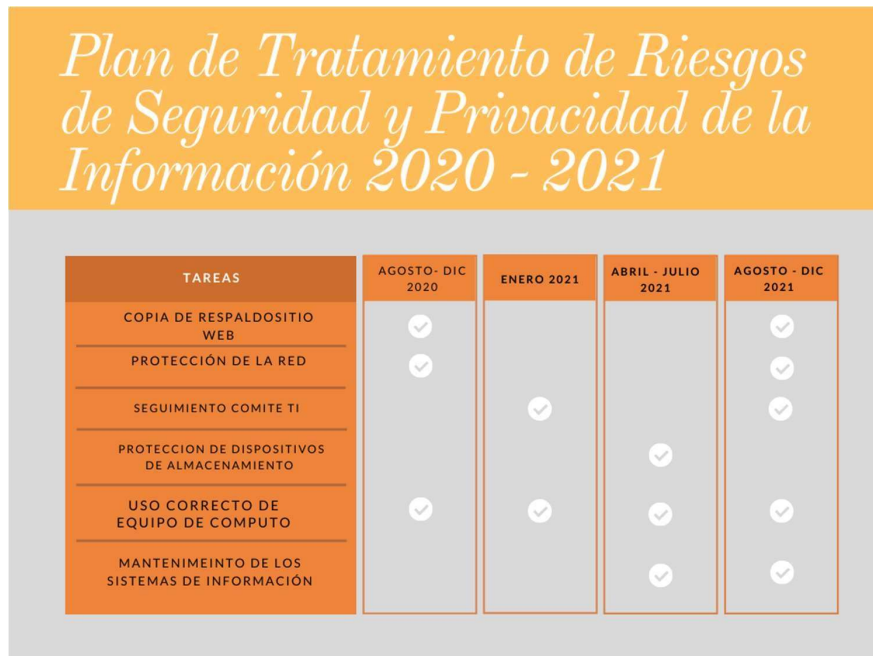 Plan de Tratamiento de Riesgos
de Seguridad y Privacidad de la
Información 2020 - 2021
TAREAS
AGOSTO- DIC
2020
ENERO 2021
ABRIL - JULIO
2021
AGOSTO - DIC
2021
COPIA DE RESPALDOSITIO
WEB
PROTECCIÓN DE LA RED
SEGUIMIENTO COMITE TI
PROTECCION DE DISPOSITIVOS
DE ALMACENAMIENTO
USO CORRECTO DE
EQUIPO DE COMPUTO
MANTENIMEINTO DE LOS
SISTEMAS DE INFORMACIÓN